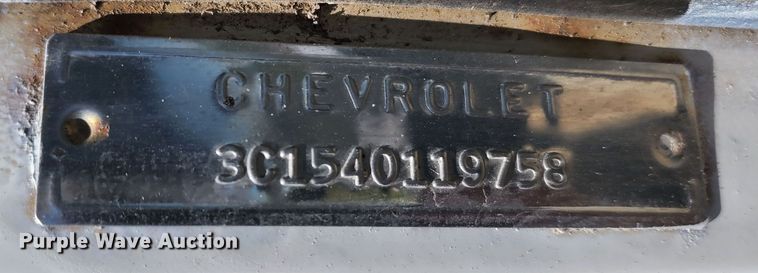 CHEVROLET
3C1540119758
Purple Wave Auction